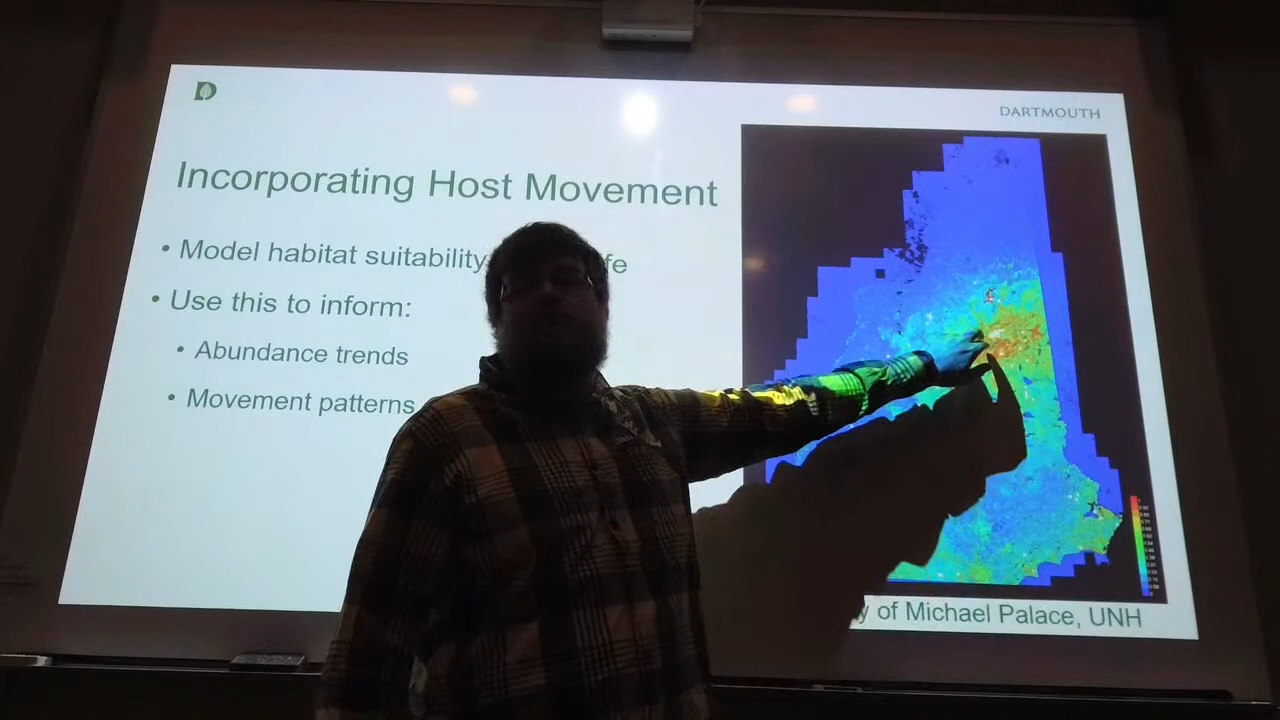 D
DARTMOUTH
Incorporating Host Movement
• Model habitat suitability fe
• Use this to inform:
• Abundance trends
• Movement patterns
y of Michael Palace, UNH